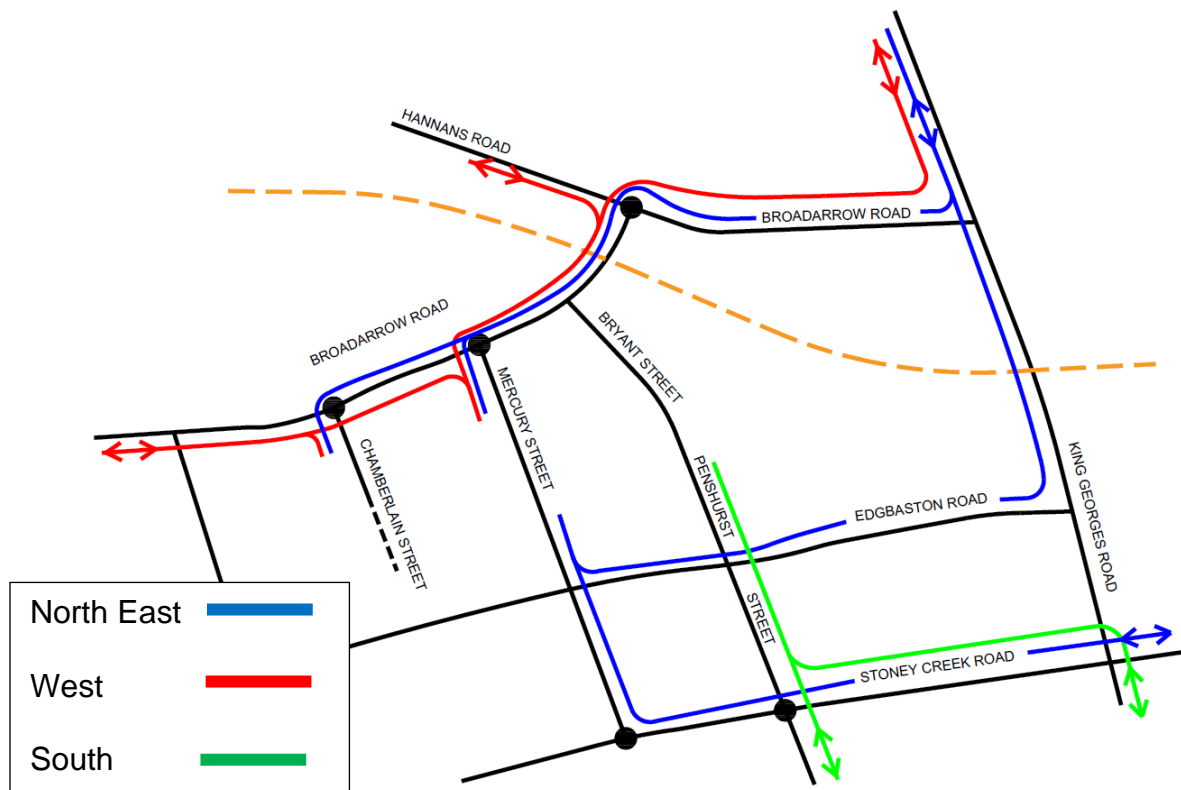 HANNANS ROAD
BROADARROW ROAD
BROADARROW ROAD
BRYANT STREET
MERCURY STREET
CHAMBERLAIN STREET
PENSHURST
STREET
EDGBASTON ROAD
KING GEORGES ROAD
STONEY CREEK ROAD
North East
West
South